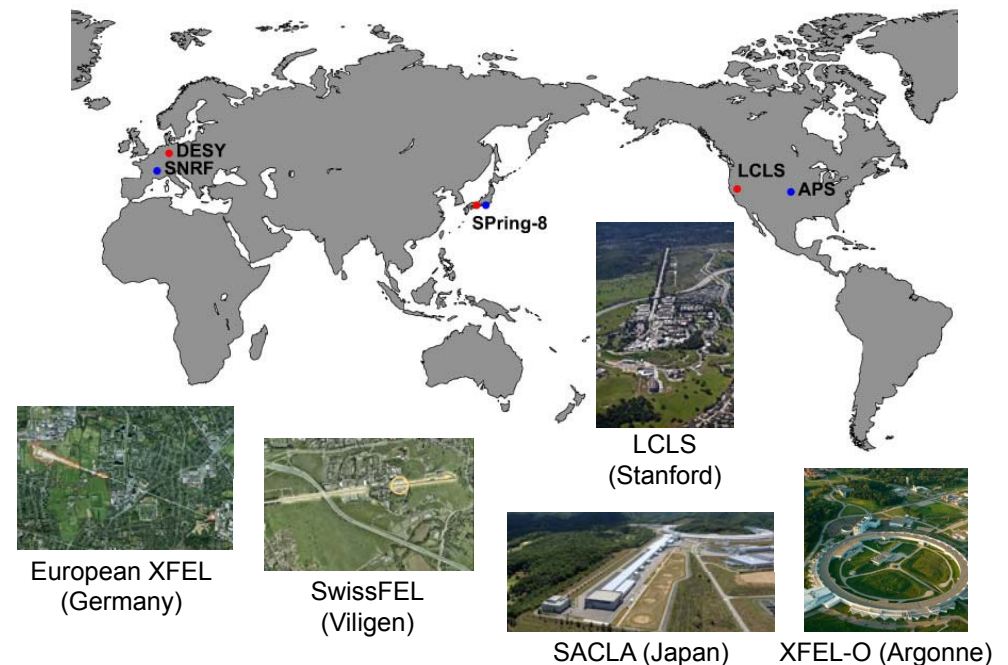 DESY
SNRF
SPring-8
LCLS
APS
LCLS
(Stanford)
European XFEL
(Germany)
SwissFEL
(Viligen)
SACLA (Japan)
XFEL-O (Argonne)